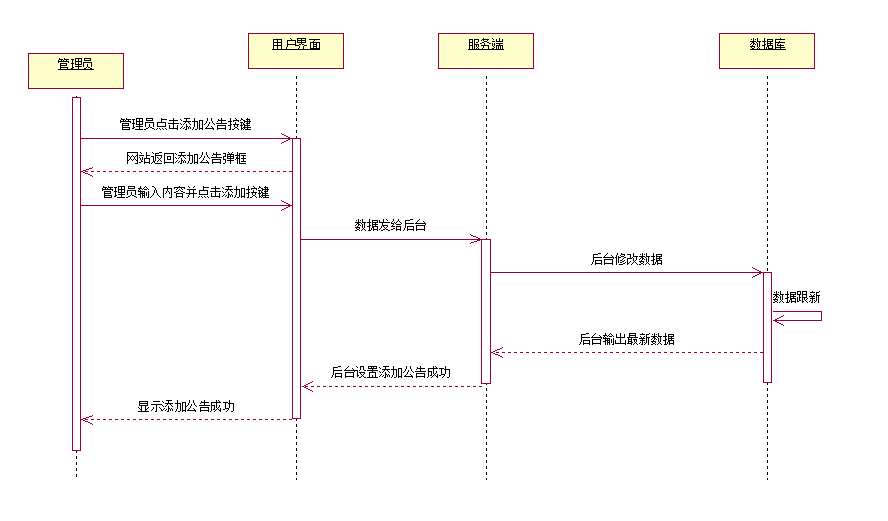 用户界面
服务端
数据库
管理员
管理员点击添加公告按键
网站返回添加公告弹框
管理员输入内容并点击添加按键
数据发给后台
后台修改数据
数据跟新
后台输出最新数据
后台设置添加公告成功
显示添加公告成功